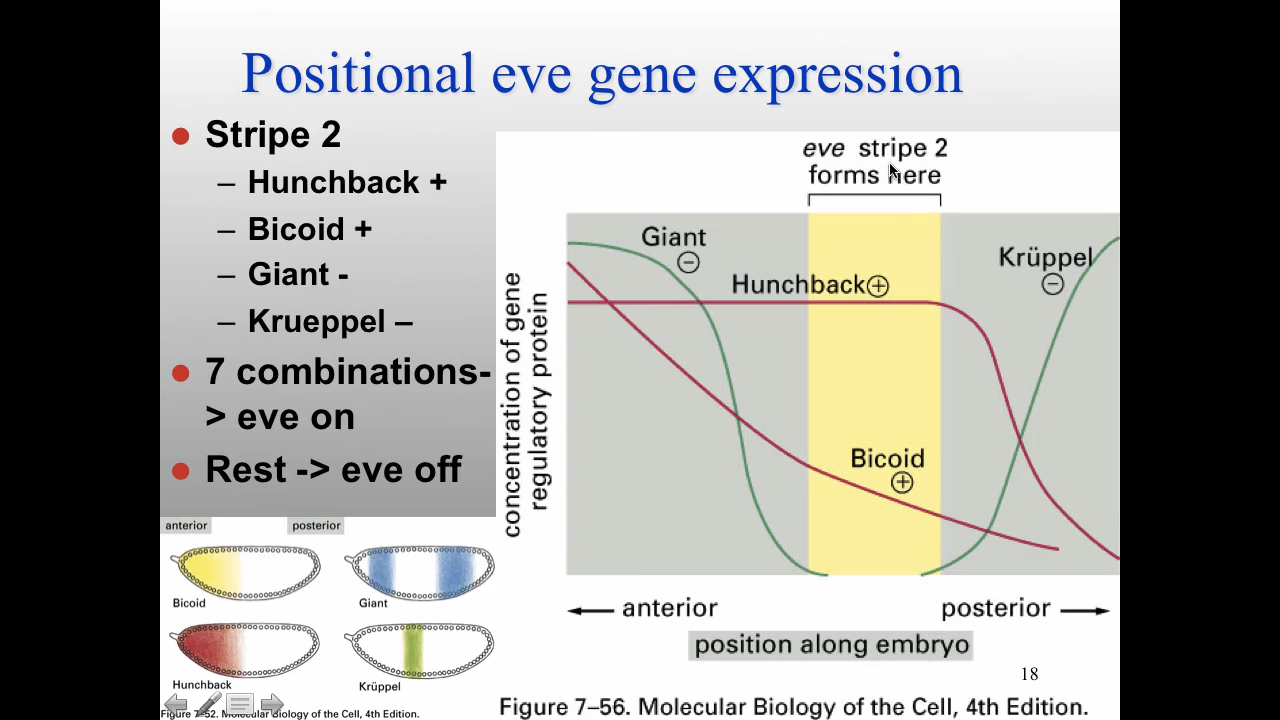 Positional eve gene expression
● Stripe 2
– Hunchback +
– Bicoid +
– Giant -
– Krueppel –
● 7 combinations-
> eve on
● Rest -> eve off
eve stripe 2
forms here
Giant
−
Hunchback +
Krüppel
−
Bicoid
+
concentration of gene
regulatory protein
anterior
posterior
position along embryo
18
Figure 7–56. Molecular Biology of the Cell, 4th Edition.
anterior
posterior
Bicoid
Giant
Hunchback
Krüppel
Figure 7–52. Molecular Biology of the Cell, 4th Edition.